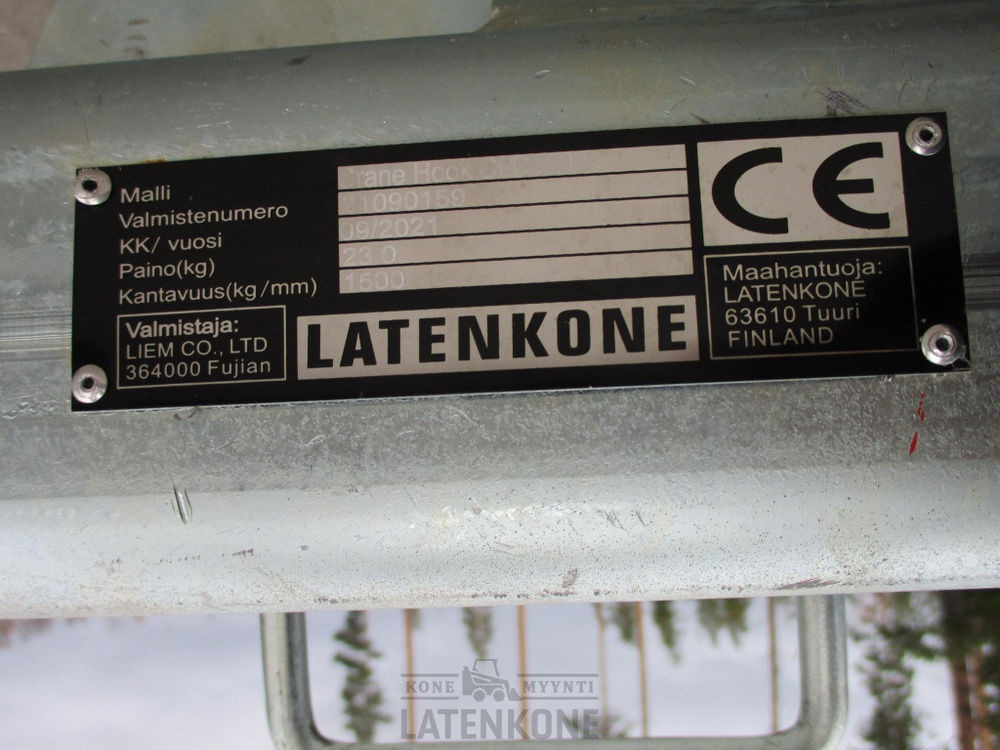 Malli Crane Hook
Valmistenumero 21090159
KK/ vuosi 09/2021
Paino(kg) 23.0
Kantavuus(kg/mm) 1500
Valmistaja:
LIEM CO., LTD
364000 Fujian
LATENKONE
CE
Maahantuoja:
LATENKONE
63610 Tuuri
FINLAND
KONE MYYNTI
LATENKONE